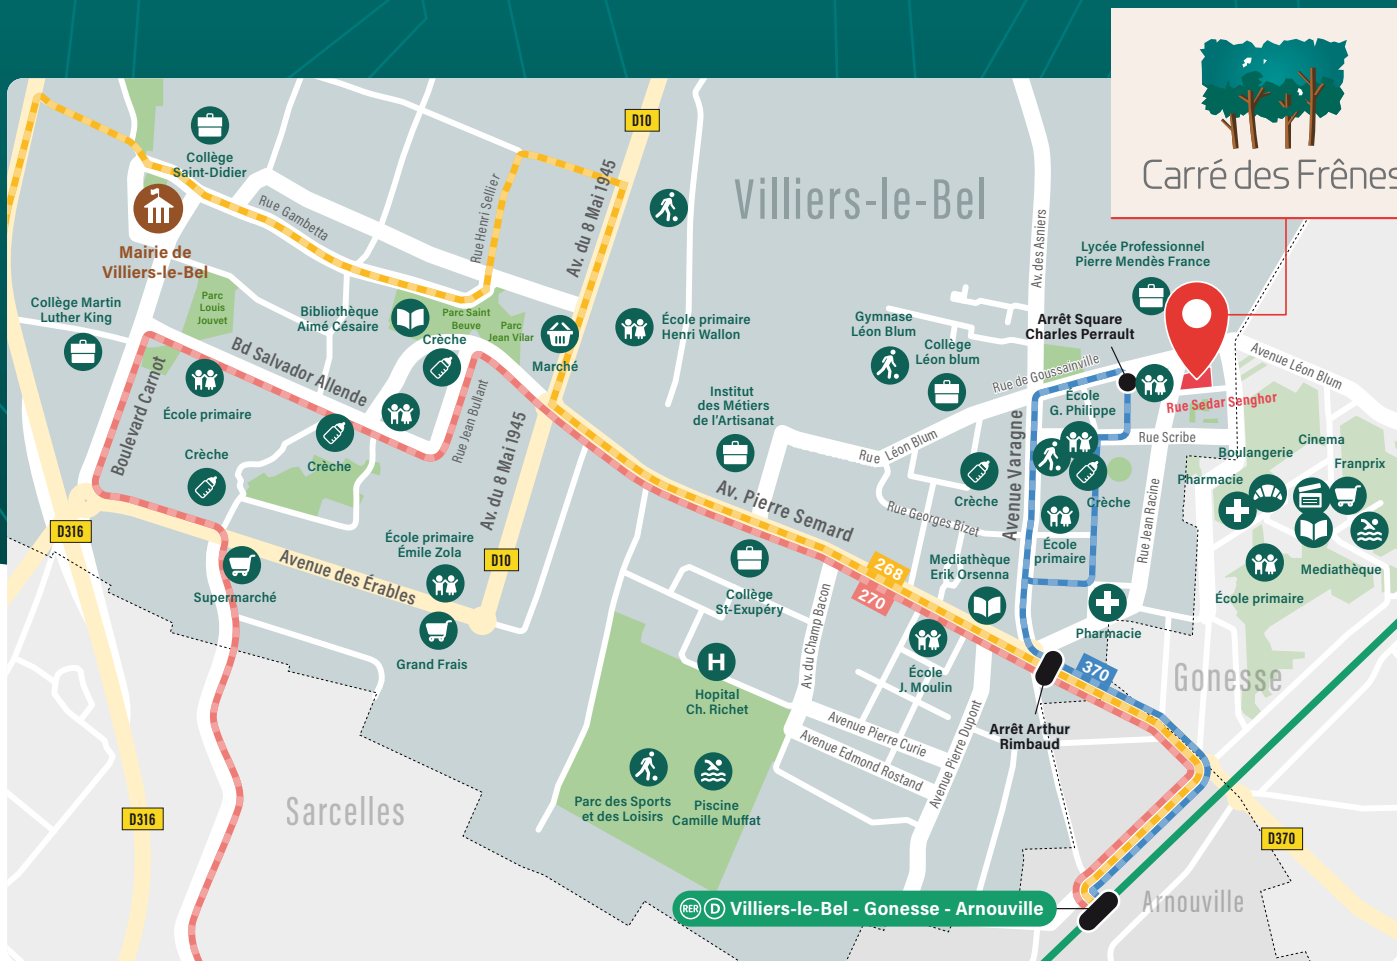 Carré des Frênes
D10
Collège
Saint-Didier
Villiers-le-Bel
Rue Gambetta
Rue Henri Sellier
Av. du 8 Mai 1945
Av. des Asniers
Mairie de
Villiers-le-Bel
Lycée Professionnel
Pierre Mendès France
Parc
Louis
Jouvet
Collège Martin
Luther King
Bibliothèque
Aimé Césaire
Parc Saint
Beuve
Parc
Jean Vilar
Crèche
Marché
École primaire
Henri Wallon
Gymnase
Léon Blum
Collège
Léon blum
Arrêt Square
Charles Perrault
Avenue Léon Blum
Rue de Goussainville
Bd Salvador Allende
Boulevard Carnot
École primaire
Rue Jean Bullant
Institut
des Métiers
de l'Artisanat
École
G. Philippe
Rue Sedar Senghor
Rue Scribe
Crèche
Crèche
Av. du 8 Mai 1945
Av. Pierre Semard
Rue Léon Blum
Crèche
Rue Georges Bizet
Avenue Varagne
Crèche
Rue Jean Racine
Cinema
Boulangerie
Franprix
Pharmacie
D316
D10
École primaire
Émile Zola
Avenue des Érables
Supermarché
Grand Frais
Collège
St-Exupéry
268
270
Mediathèque
Erik Orsenna
École
primaire
Mediathèque
École primaire
Pharmacie
Av. du Champ Bacon
École
J. Moulin
H
Hopital
Ch. Richet
370
Gonesse
Arrêt Arthur
Rimbaud
Avenue Pierre Curie
Avenue Edmond Rostand
Avenue Pierre Dupont
Parc des Sports
et des Loisirs
Piscine
Camille Muffat
Sarcelles
D316
D370
RER D Villiers-le-Bel - Gonesse - Arnouville
Arnouville